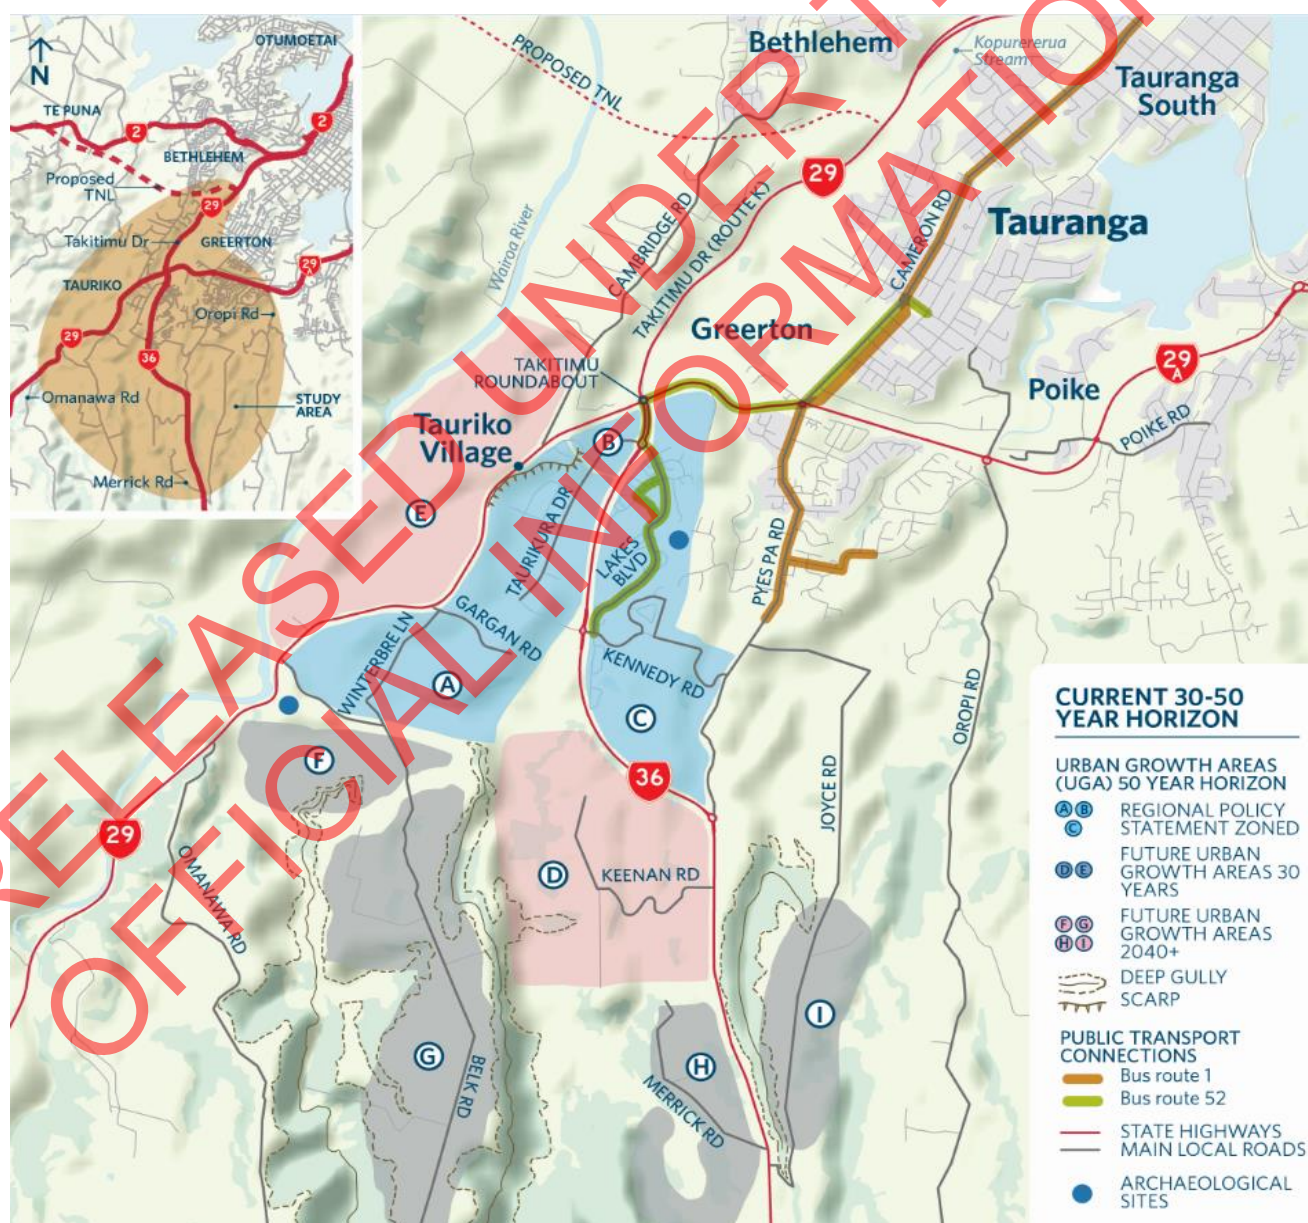 N
OTUMOETAI
TE PUNA
2
2
BETHLEHEM
Proposed
TNL
29
Takitimu Dr
GREERTON
29
A
TAURIKO
Oropi Rd
29
36
Omanawa Rd
STUDY
AREA
Merrick Rd
PROPOSED TNL
Bethlehem
Kopurererua
Stream
Tauranga
South
29
Wairoa River
CAMBRIDGE RD
TAKITIMU DR (ROUTE K)
CAMERON RD
Tauranga
Greerton
TAKITIMU
ROUNDABOUT
29
A
Poike
POIKE RD
Tauriko
Village
B
E
TAURIKURA DR
LAKES
BLVD
PYES PA RD
GARGAN RD
WINTERBRE LN
KENNEDY RD
A
C
OROPI RD
F
36
JOYCE RD
29
OMANAWA RD
D
KEENAN RD
I
G
BELK RD
H
MERRICK RD
CURRENT 30-50
YEAR HORIZON
URBAN GROWTH AREAS
(UGA) 50 YEAR HORIZON
A B REGIONAL POLICY
C STATEMENT ZONED
FUTURE URBAN
D E GROWTH AREAS 30
YEARS
F G FUTURE URBAN
GROWTH AREAS
H I 2040+
DEEP GULLY
SCARP
PUBLIC TRANSPORT
CONNECTIONS
Bus route 1
Bus route 52
STATE HIGHWAYS
MAIN LOCAL ROADS
ARCHAEOLOGICAL
SITES
RELEASED UNDER T
OFFICIAL INFORMATION